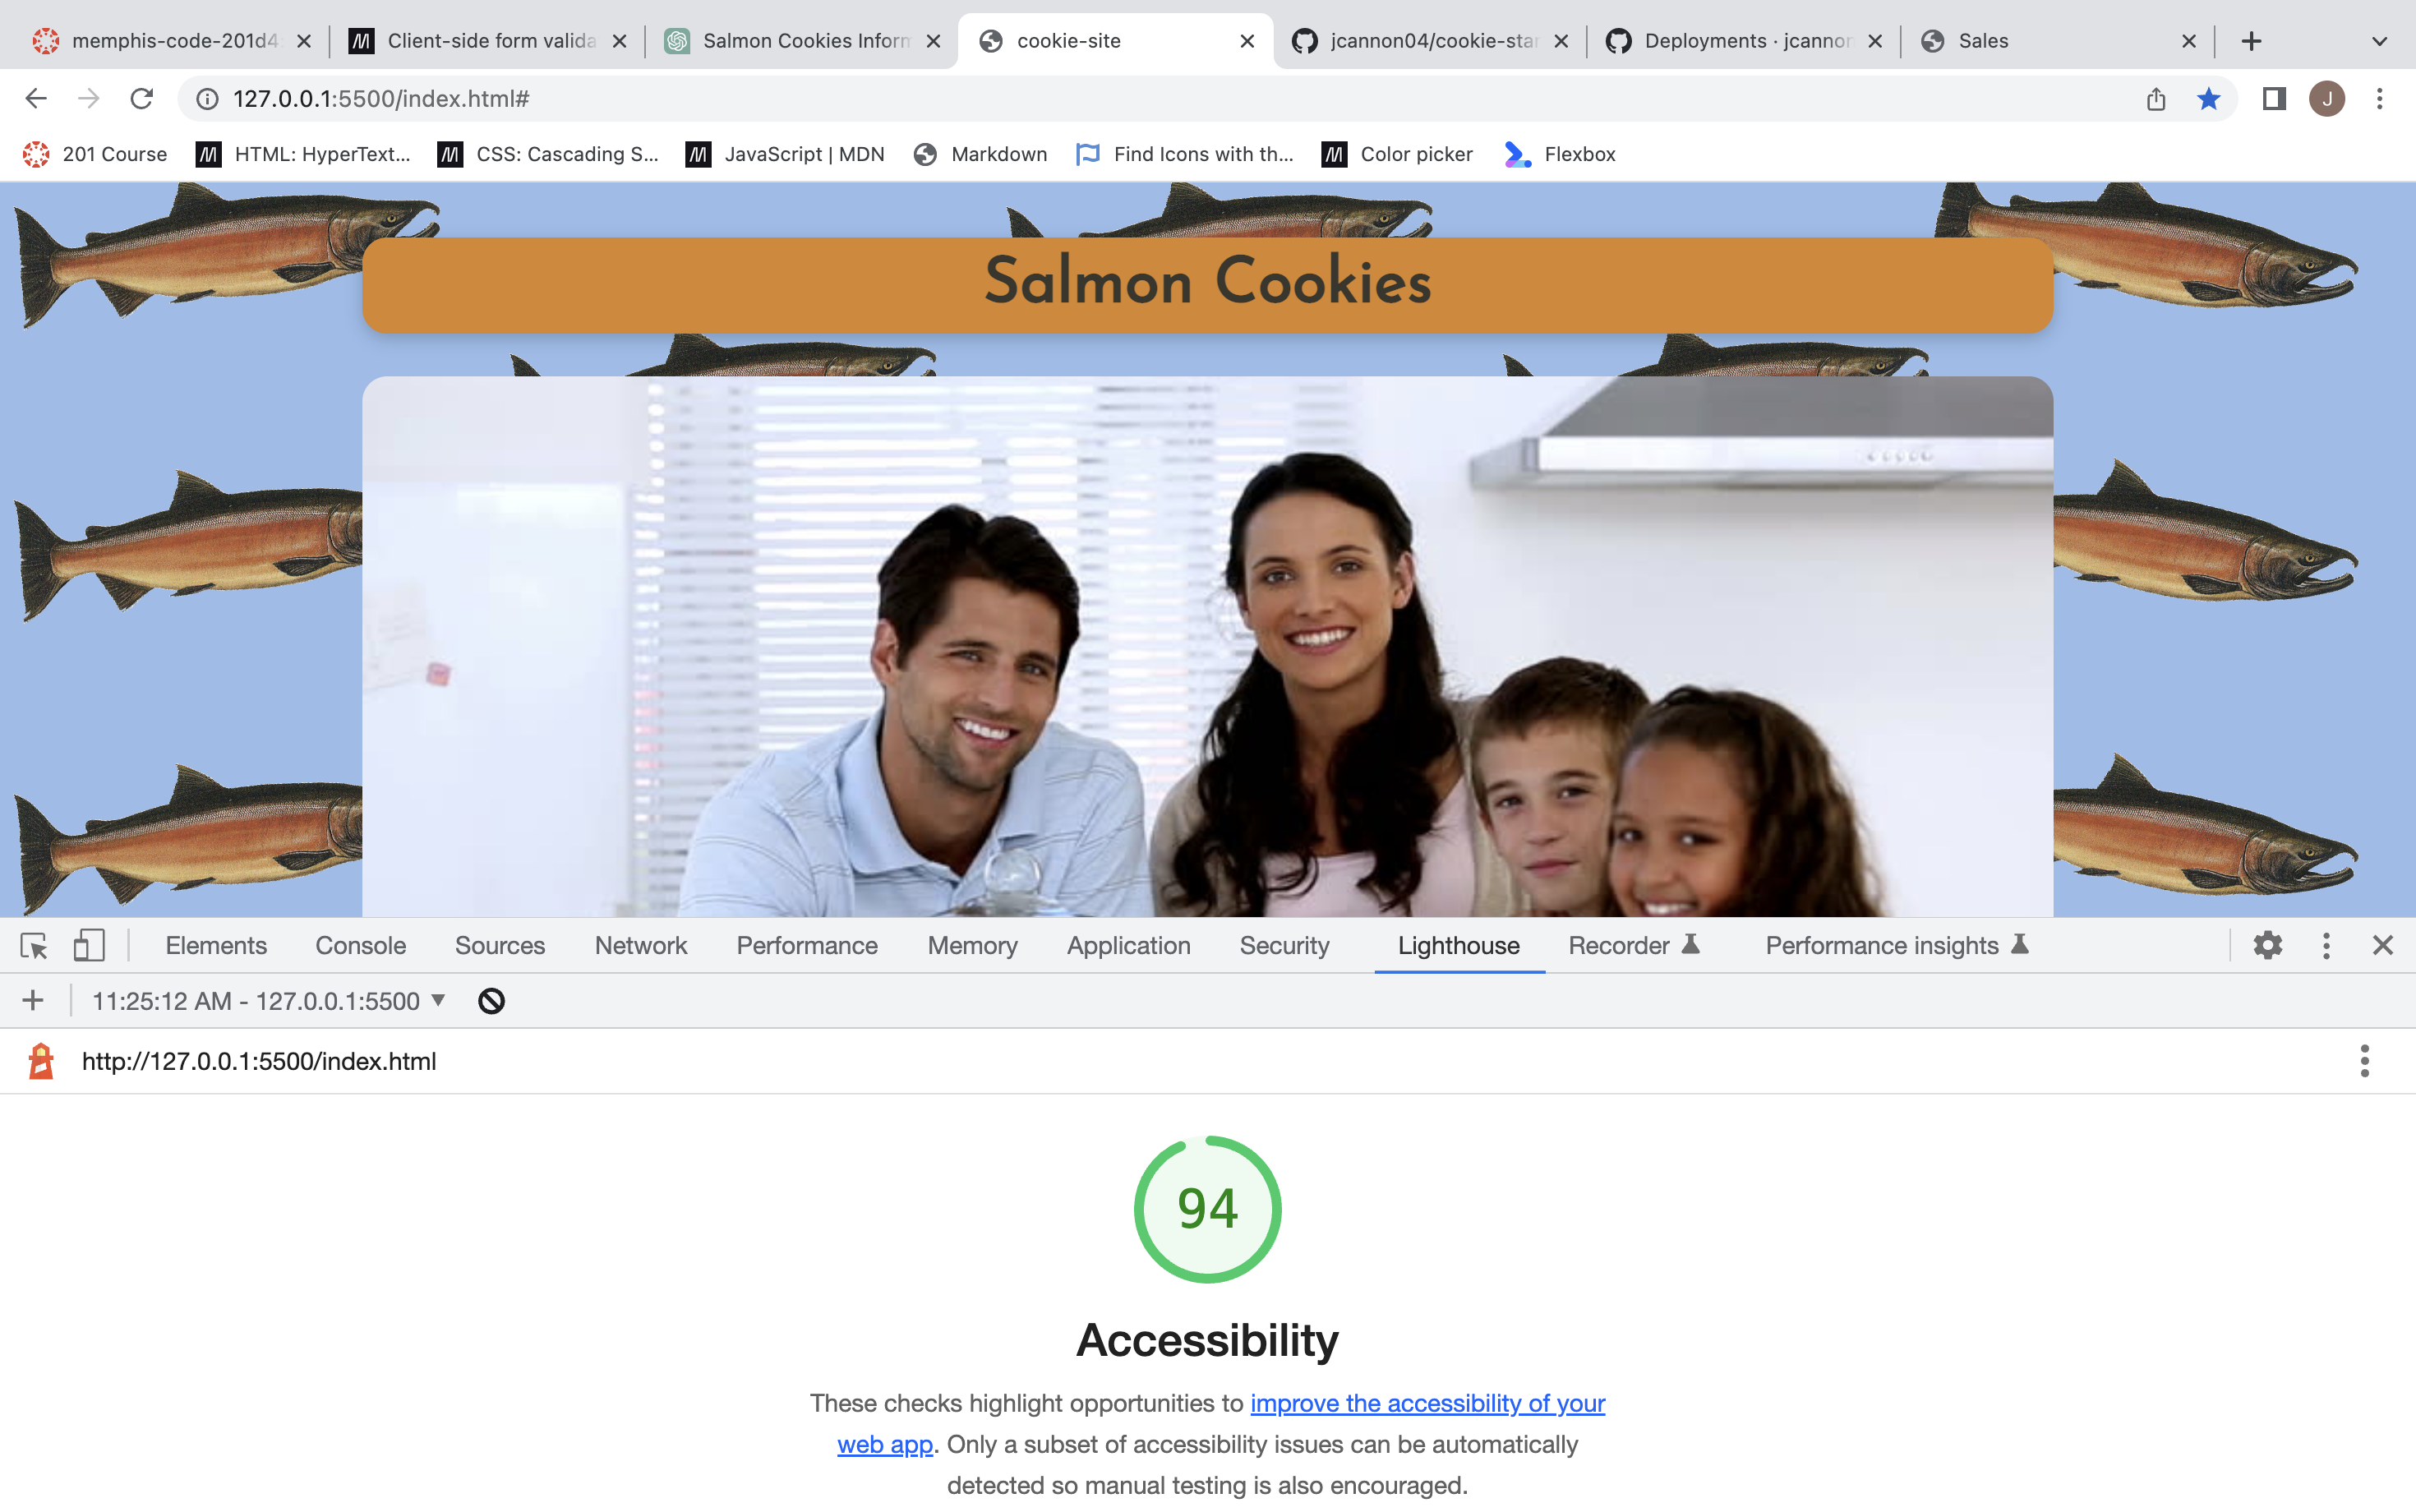 memphis-code-201d4
Client-side form valida
Salmon Cookies Inform
cookie-site
jcannon04/cookie-star
Deployments · jcannon
Sales
127.0.0.1:5500/index.html#
J
201 Course
HTML: HyperText...
CSS: Cascading S...
JavaScript | MDN
Markdown
Find Icons with th...
Color picker
Flexbox
Salmon Cookies
Elements
Console
Sources
Network
Performance
Memory
Application
Security
Lighthouse
Recorder
Performance insights
11:25:12 AM - 127.0.0.1:5500
http://127.0.0.1:5500/index.html
94
Accessibility
These checks highlight opportunities to improve the accessibility of your
web app. Only a subset of accessibility issues can be automatically
detected so manual testing is also encouraged.